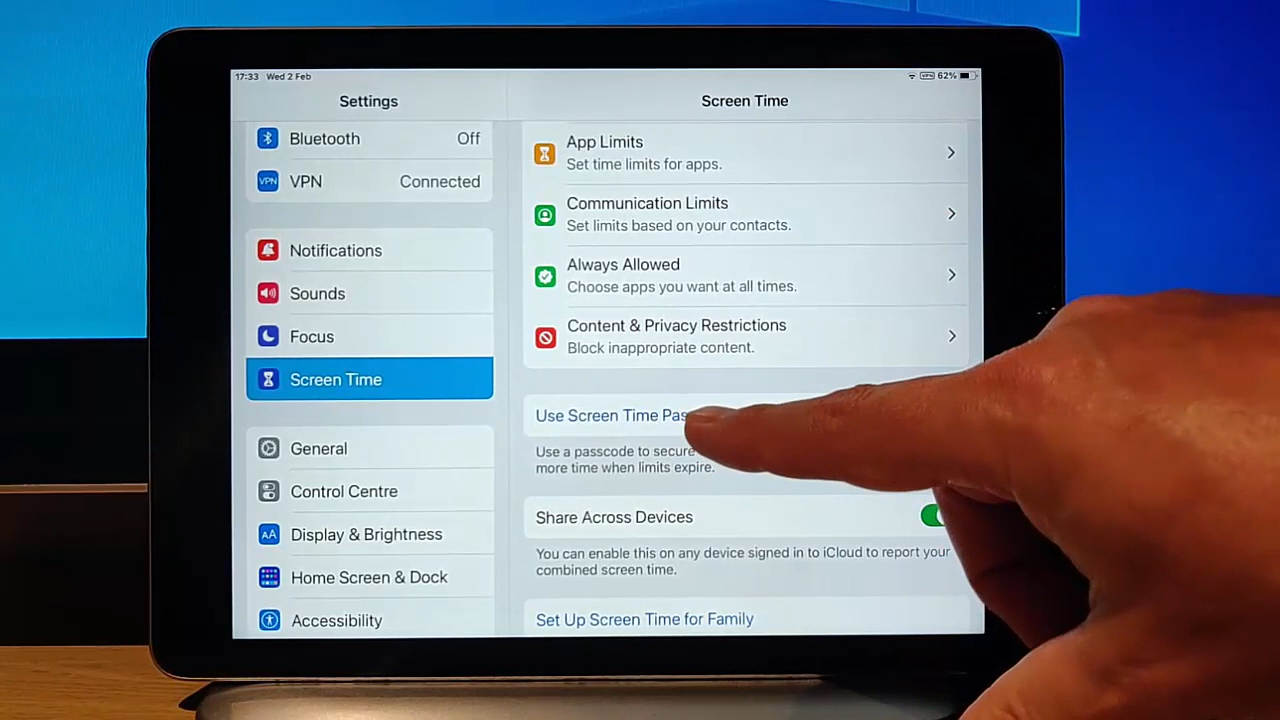 17:33 Wed 2 Feb
VPN 62%
Settings
Bluetooth Off
VPN VPN Connected
Notifications
Sounds
Focus
Screen Time
General
Control Centre
AA Display & Brightness
Home Screen & Dock
Accessibility
Screen Time
App Limits
Set time limits for apps.
Communication Limits
Set limits based on your contacts.
Always Allowed
Choose apps you want at all times.
Content & Privacy Restrictions
Block inappropriate content.
Use Screen Time Pas
Use a passcode to secure
more time when limits expire.
Share Across Devices
You can enable this on any device signed in to iCloud to report your
combined screen time.
Set Up Screen Time for Family